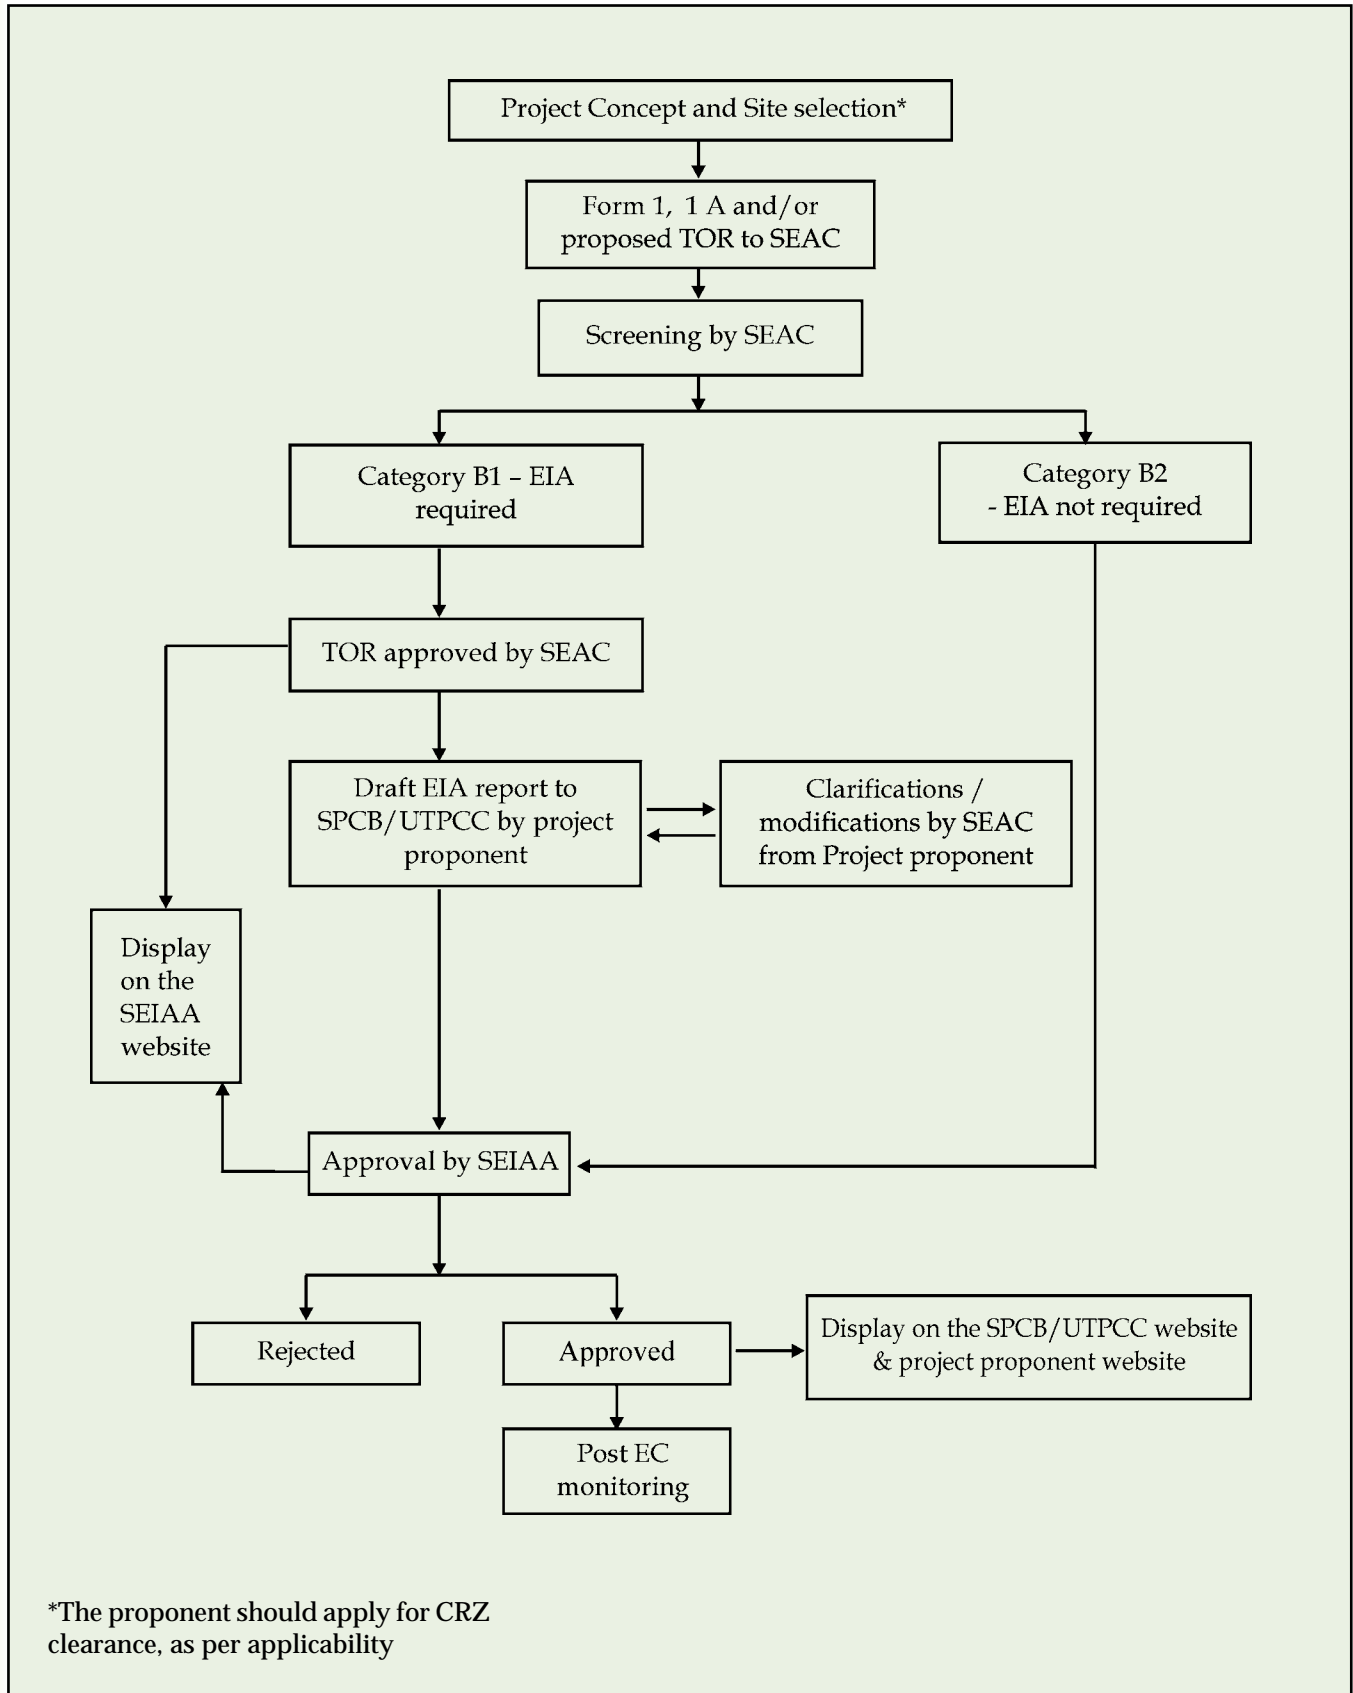 Project Concept and Site selection*
Form 1, 1 A and/or
proposed TOR to SEAC
Screening by SEAC
Category B1 – EIA
required
Category B2
- EIA not required
TOR approved by SEAC
Draft EIA report to
SPCB/UTPCC by project
proponent
Clarifications /
modifications by SEAC
from Project proponent
Display
on the
SEIAA
website
Approval by SEIAA
Rejected
Approved
Display on the SPCB/UTPCC website
& project proponent website
Post EC
monitoring
*The proponent should apply for CRZ
clearance, as per applicability